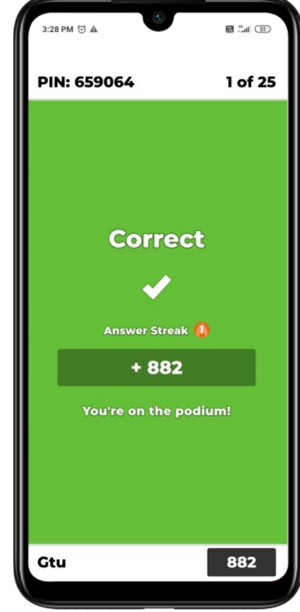 3:28 PM
PIN: 659064 1 of 25
Correct
Answer Streak 1
+ 882
You're on the podium!
Gtu 882